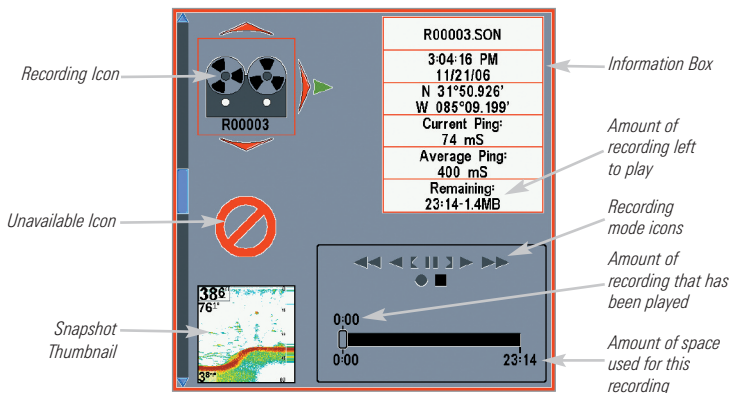 Recording Icon
R00003
Unavailable Icon
386
76
38
Snapshot
Thumbnail
R00003.SON
3:04:16 PM
11/21/06
N 31°50.926'
W 085°09.199'
Current Ping:
74 mS
Average Ping:
400 mS
Remaining:
23:14-1.4MB
0:00
0:00
23:14
Information Box
Amount of
recording left
to play
Recording
mode icons
Amount of
recording that has
been played
Amount of space
used for this
recording